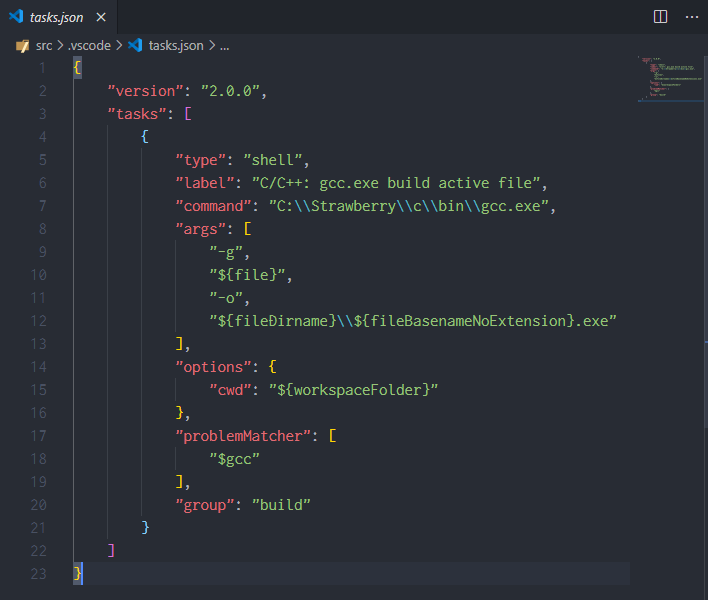 tasks.json
src > .vscode > tasks.json > ...
1 {
2 "version": "2.0.0",
3 "tasks": [
4 {
5 "type": "shell",
6 "label": "C/C++: gcc.exe build active file",
7 "command": "C:\\Strawberry\\c\\bin\\gcc.exe",
8 "args": [
9 "-g",
10 "${file}",
11 "-o",
12 "${fileDirname}\\${fileBasenameNoExtension}.exe"
13 ],
14 "options": {
15 "cwd": "${workspaceFolder}"
16 },
17 "problemMatcher": [
18 "$gcc"
19 ],
20 "group": "build"
21 }
22 ]
23 }